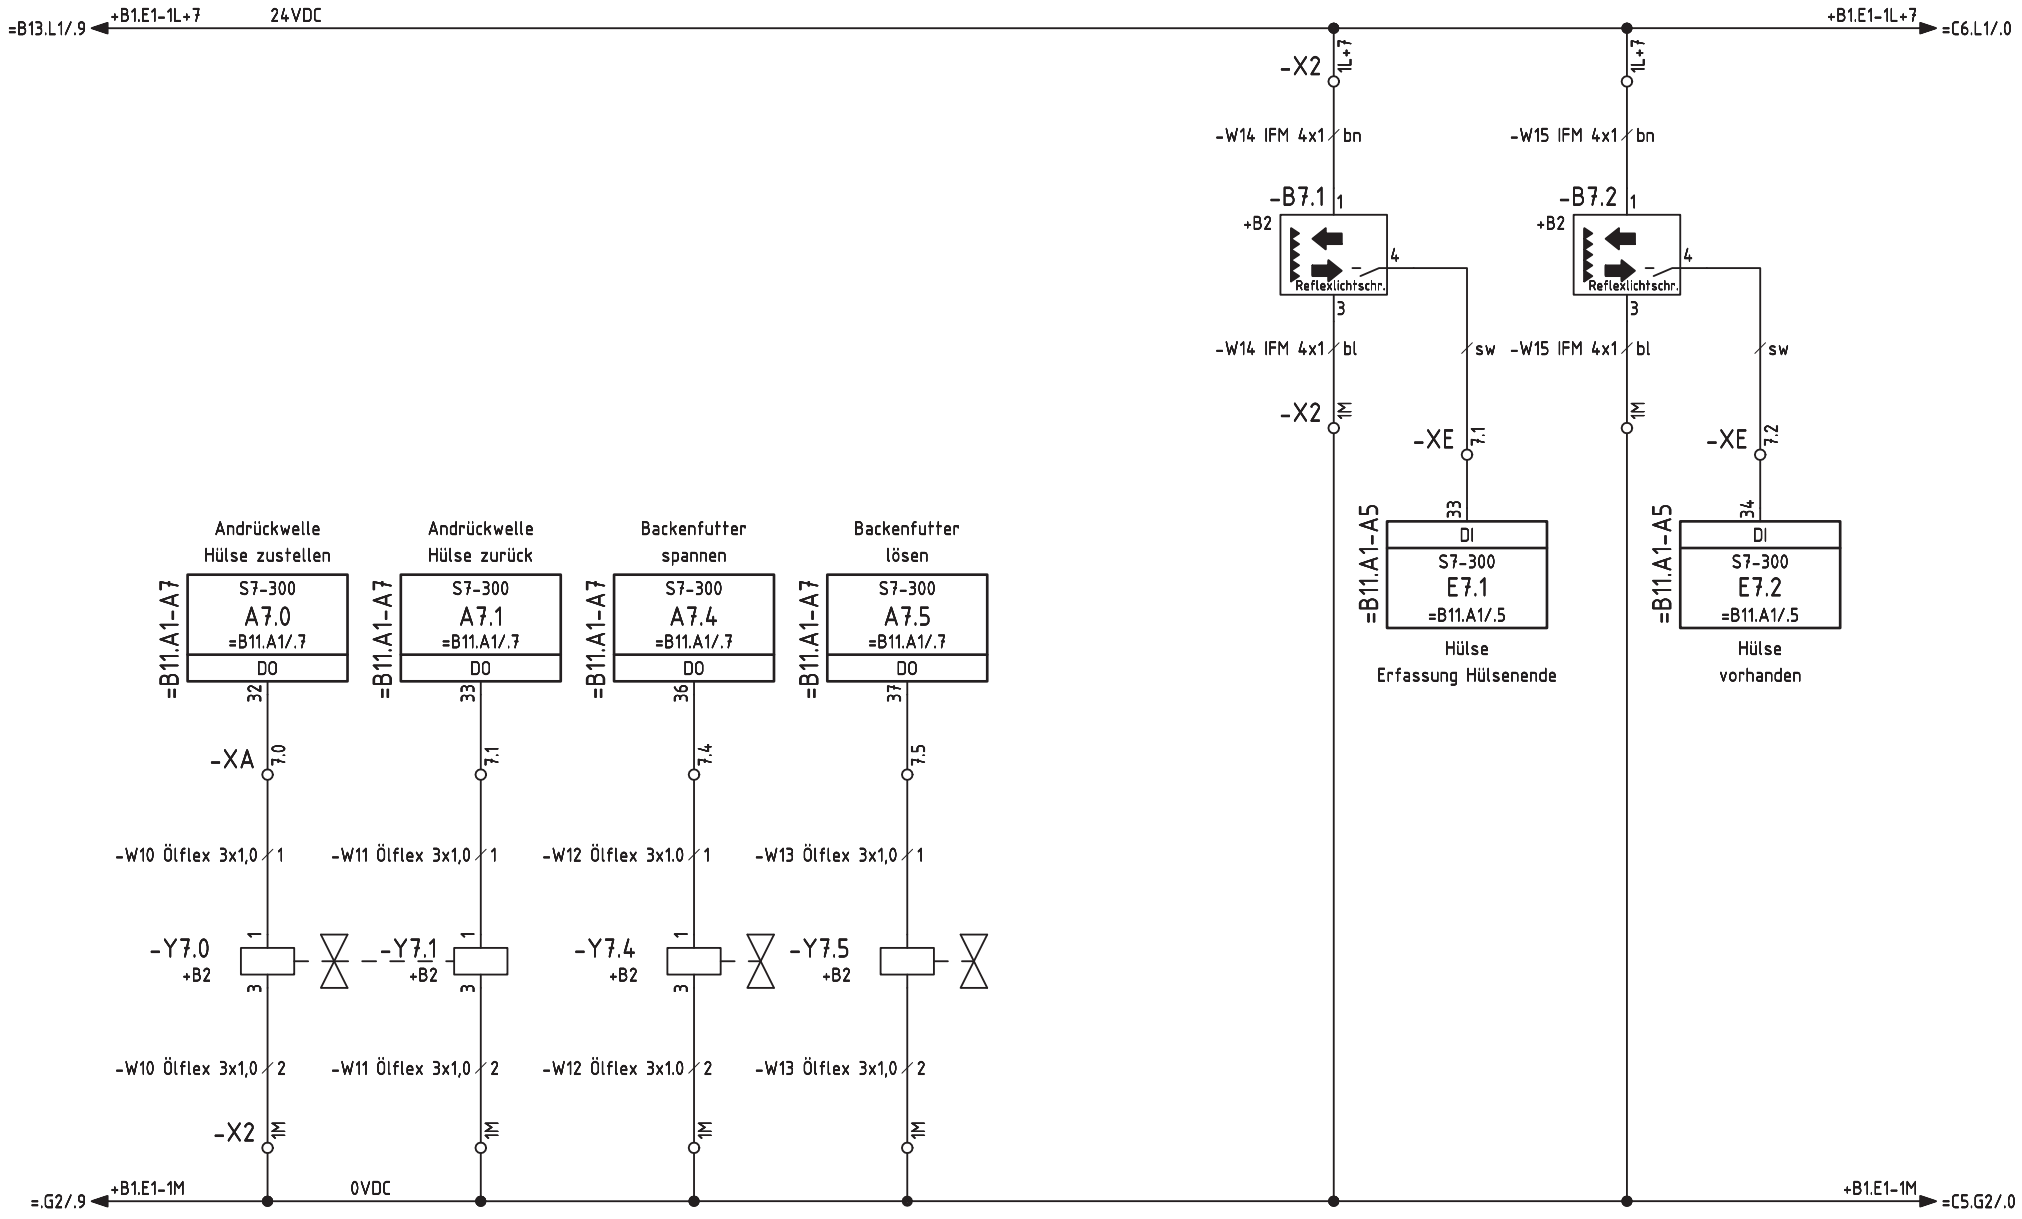 +B1.E1-1L+7 24VDC +B1.E1-1L+7
=B13.L1/.9 =C6.L1/.0
-X2 1L+7 1L+7
-W14 IFM 4x1 bn -W15 IFM 4x1 bn
-B7.1 1 -B7.2 1
+B2 +B2
4 4
Reflexlichtschr. Reflexlichtschr.
3 3
-W14 IFM 4x1 bl sw -W15 IFM 4x1 bl sw
-X2 1M 1M
-XE 7.1 -XE 7.2
33 34
=B11.A1-A5 DI =B11.A1-A5 DI
S7-300 S7-300
E7.1 E7.2
=B11.A1/.5 =B11.A1/.5
Hülse Hülse
Erfassung Hülsenende vorhanden
Andrückwelle Andrückwelle Backenfutter Backenfutter
Hülse zustellen Hülse zurück spannen lösen
=B11.A1-A7 =B11.A1-A7 =B11.A1-A7 =B11.A1-A7
S7-300 S7-300 S7-300 S7-300
A7.0 A7.1 A7.4 A7.5
=B11.A1/.7 =B11.A1/.7 =B11.A1/.7 =B11.A1/.7
DO DO DO DO
32 33 36 37
-XA 7.0 7.1 7.4 7.5
-W10 Ölflex 3x1,0 1 -W11 Ölflex 3x1,0 1 -W12 Ölflex 3x1.0 1 -W13 Ölflex 3x1,0 1
1 1 1
-Y7.0 -Y7.1 -Y7.4 -Y7.5
+B2 +B2 +B2 +B2
3 3 3
-W10 Ölflex 3x1,0 2 -W11 Ölflex 3x1,0 2 -W12 Ölflex 3x1.0 2 -W13 Ölflex 3x1,0 2
-X2 1M 1M 1M 1M
+B1.E1-1M 0VDC +B1.E1-1M
=.G2/.9 =C5.G2/.0